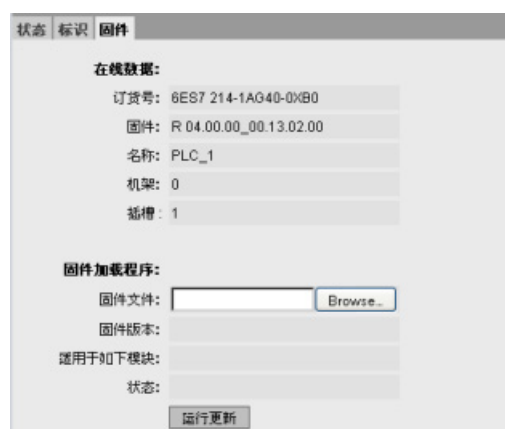 状态 标识 固件
在线数据:
订货号: 6ES7 214-1AG40-0XB0
固件: R 04.00.00_00.13.02.00
名称: PLC_1
机架: 0
插槽: 1
固件加载程序:
固件文件: Browse...
固件版本:
适用于如下模块:
状态:
运行更新